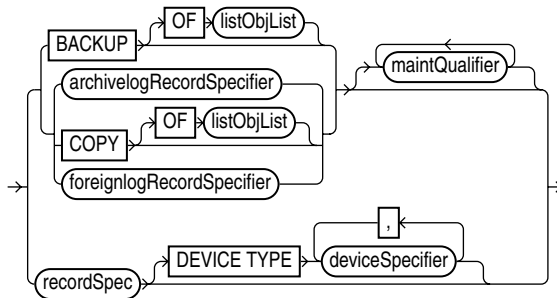 BACKUP OF listObjList
archivelogRecordSpecifier maintQualifier
COPY OF listObjList
foreignlogRecordSpecifier
,
recordSpec DEVICE TYPE deviceSpecifier